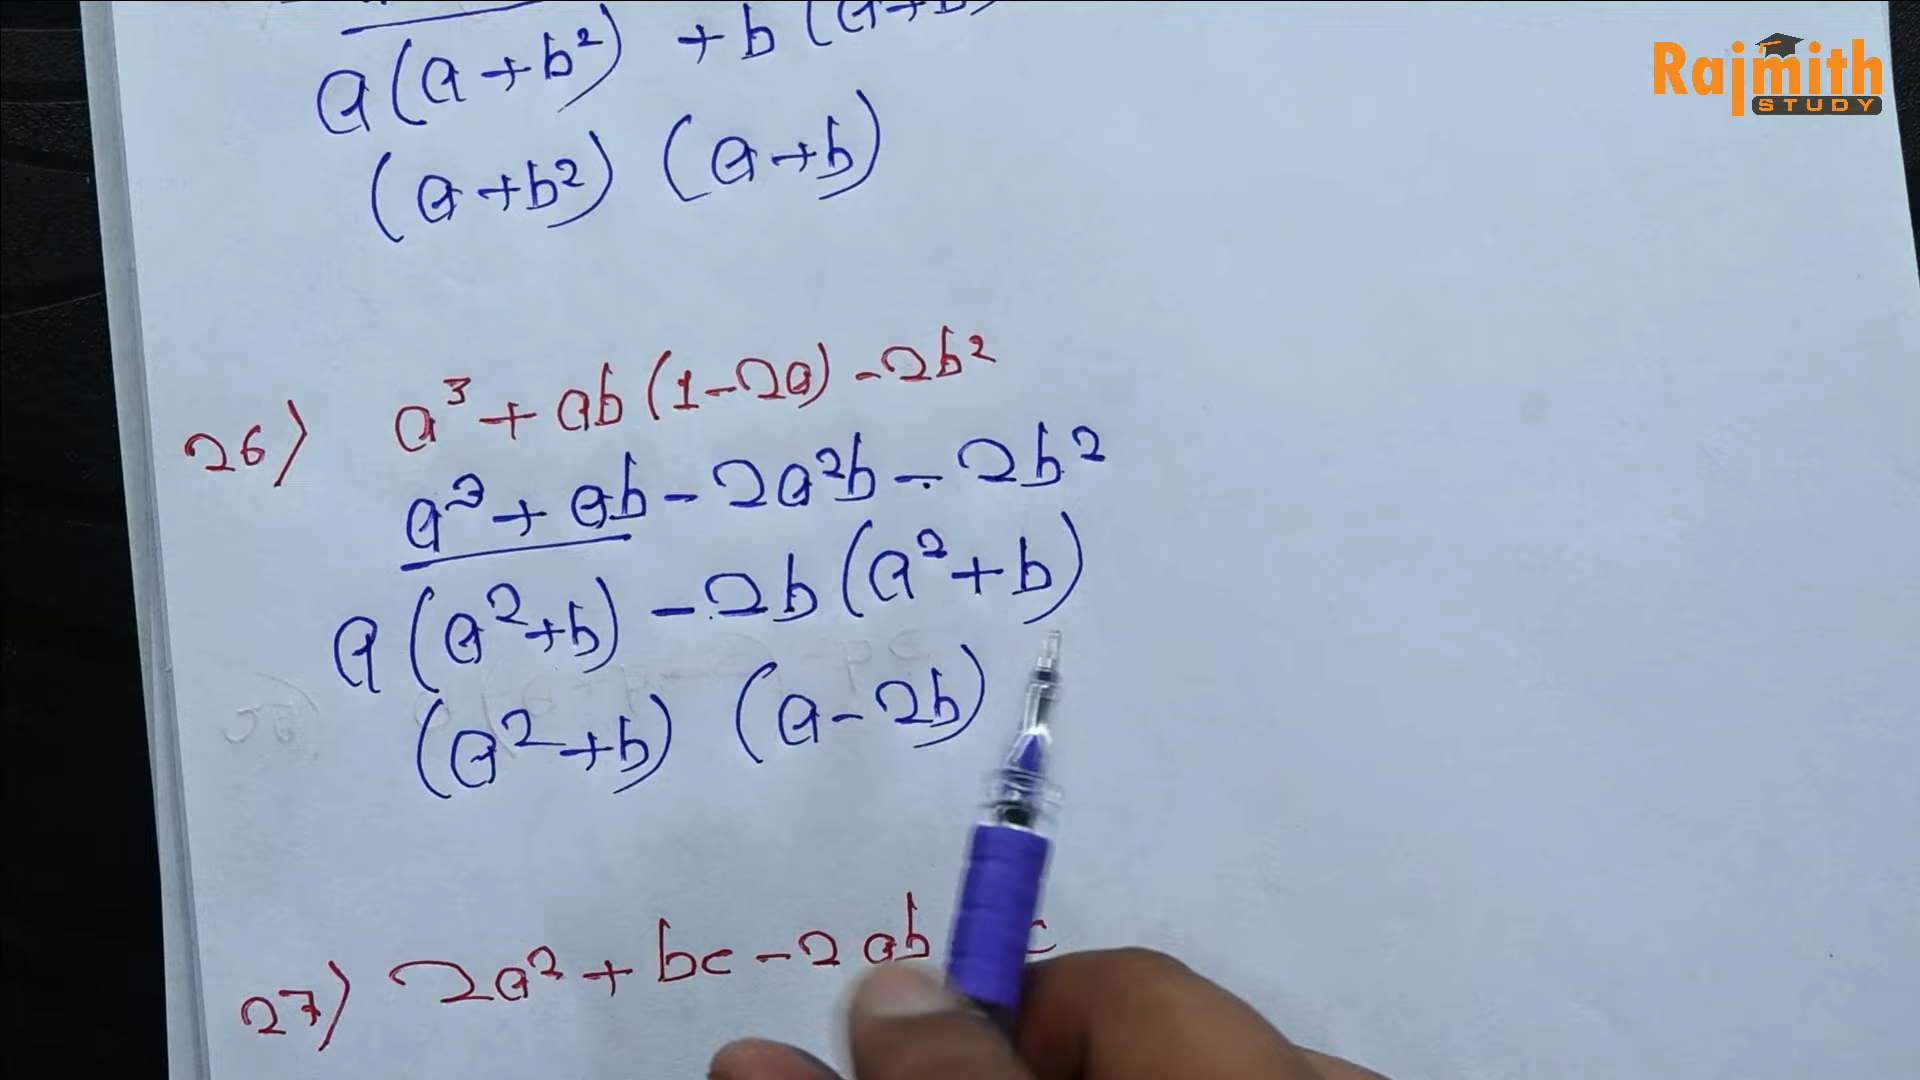 Rajmith
STUDY
a(a+b²) +b(a+b
(a+b²) (a+b)
26) a³+ab(1-2a)-2b²
a³+ab-2a²b-2b²
a(a²+b)-2b(a²+b)
(a²+b) (a-2b)
27) 2a²+bc-2ab c